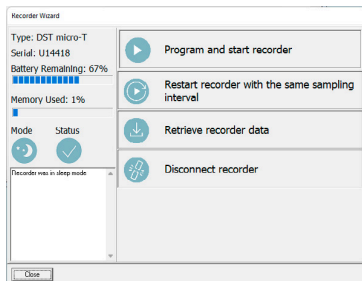 Recorder Wizard
Type: DST micro-T
Serial: U14418
Battery Remaining: 67%
Memory Used: 1%
Mode Status
Recorder was in sleep mode
Program and start recorder
Restart recorder with the same sampling
interval
Retrieve recorder data
Disconnect recorder
Close